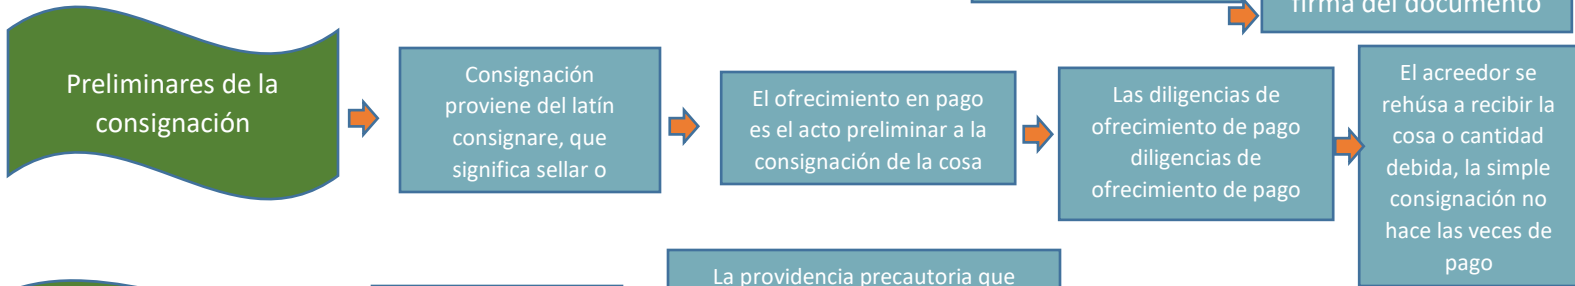 firma del documento
Preliminares de la
consignación
Consignación
proviene del latín
consignare, que
significa sellar o
El ofrecimiento en pago
es el acto preliminar a la
consignación de la cosa
Las diligencias de
ofrecimiento de pago
diligencias de
ofrecimiento de pago
El acreedor se
rehúsa a recibir la
cosa o cantidad
debida, la simple
consignación no
hace las veces de
pago
La providencia precautoria que